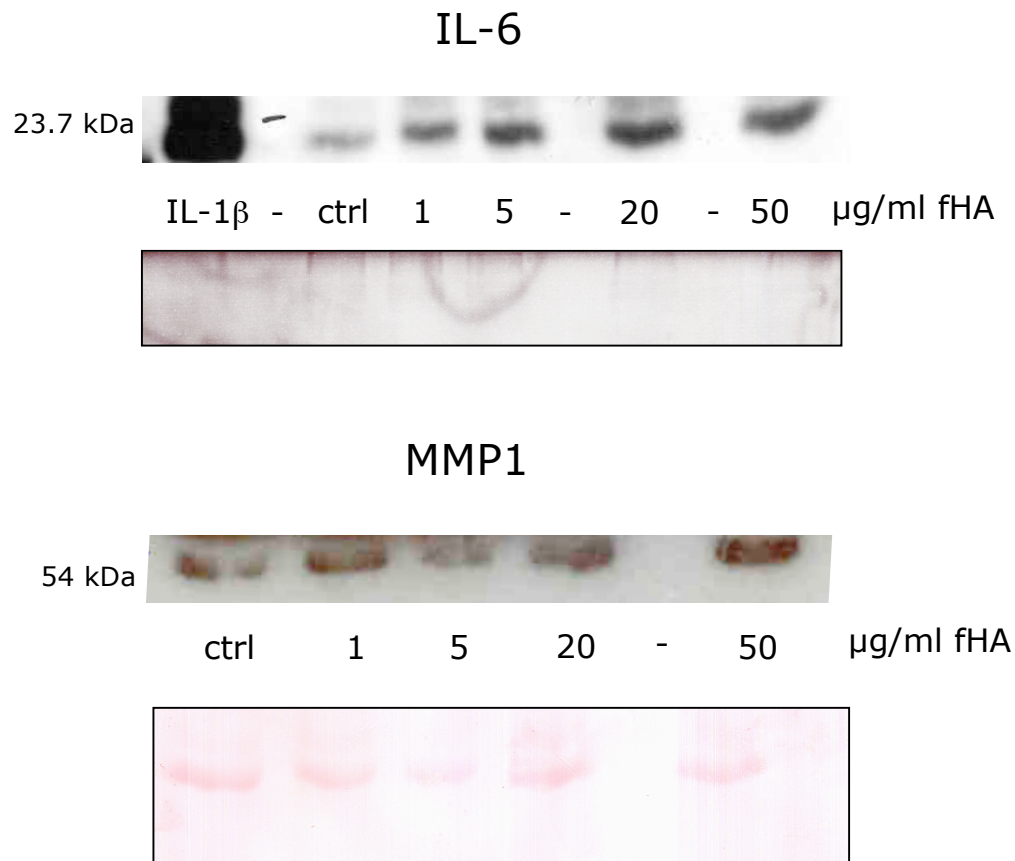 IL-6
23.7 kDa
IL-1β - ctrl 1 5 - 20 - 50 µg/ml fHA
MMP1
54 kDa
ctrl 1 5 20 - 50 µg/ml fHA